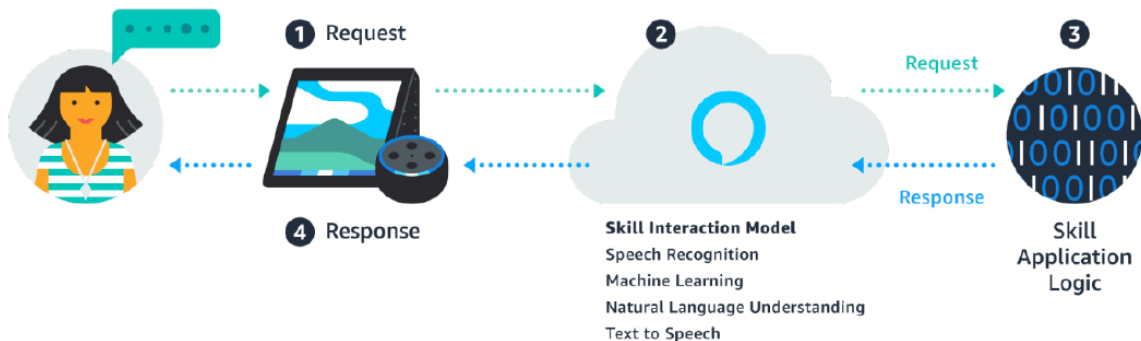 1 Request
2
3
Request
Response
4 Response
Skill Interaction Model
Speech Recognition
Machine Learning
Natural Language Understanding
Text to Speech
Skill
Application
Logic